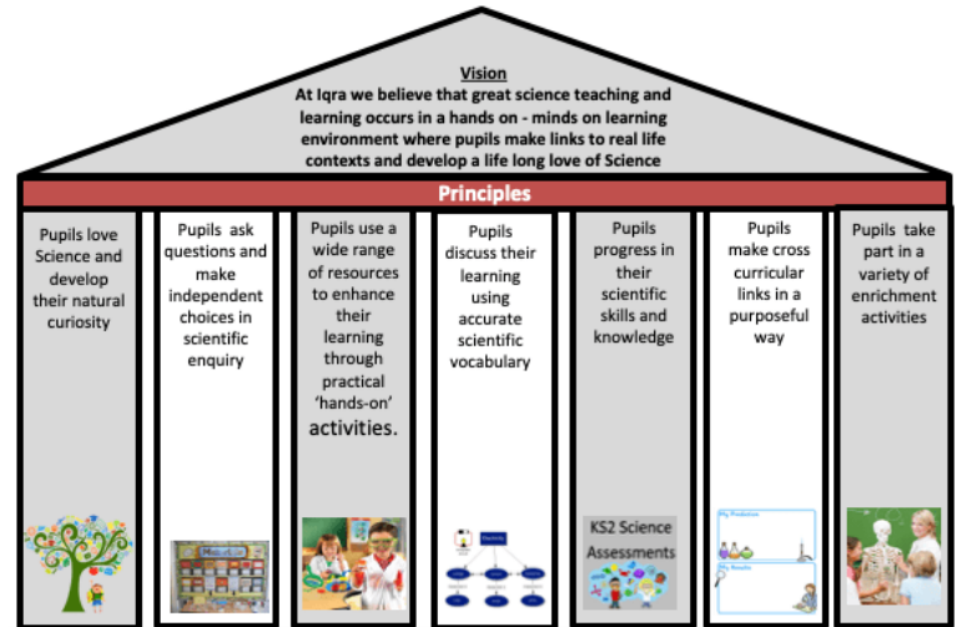 Vision
At Iqra we believe that great science teaching and
learning occurs in a hands on - minds on learning
environment where pupils make links to real life
contexts and develop a life long love of Science
Principles
Pupils love
Science and
develop
their natural
curiosity
Pupils ask
questions and
make
independent
choices in
scientific
enquiry
Pupils use a
wide range
of resources
to enhance
their
learning
through
practical
‘hands-on’
activities.
Pupils
discuss their
learning
using
accurate
scientific
vocabulary
Pupils
progress in
their
scientific
skills and
knowledge
Pupils
make cross
curricular
links in a
purposeful
way
Pupils take
part in a
variety of
enrichment
activities
Electricity
KS2 Science
Assessments
My Prediction
My Results